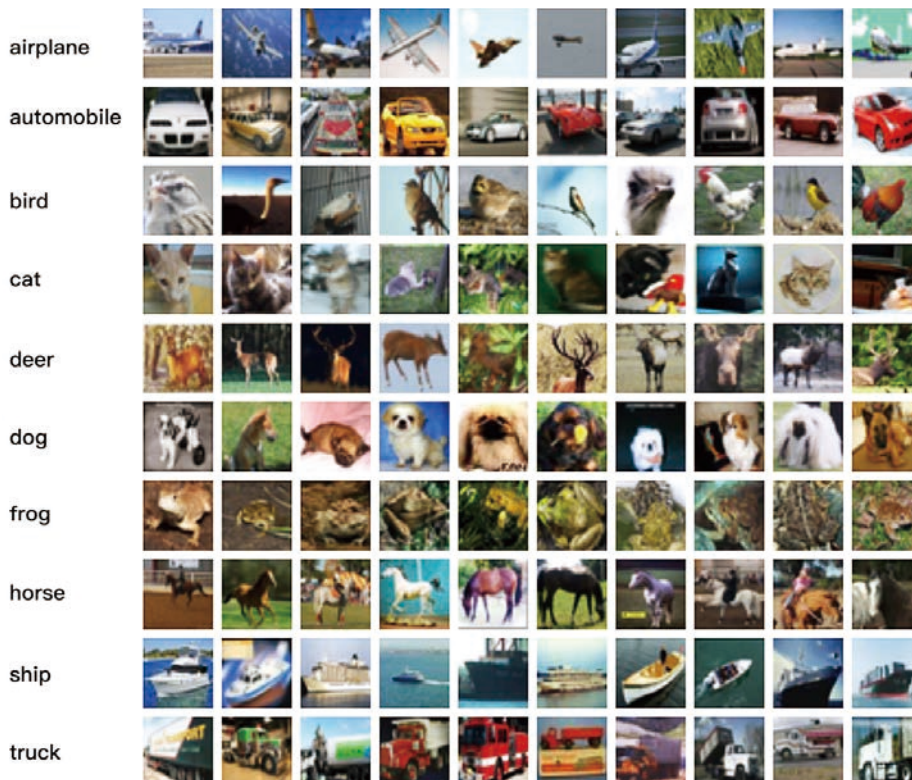 airplane
automobile
bird
cat
deer
dog
frog
horse
ship
truck